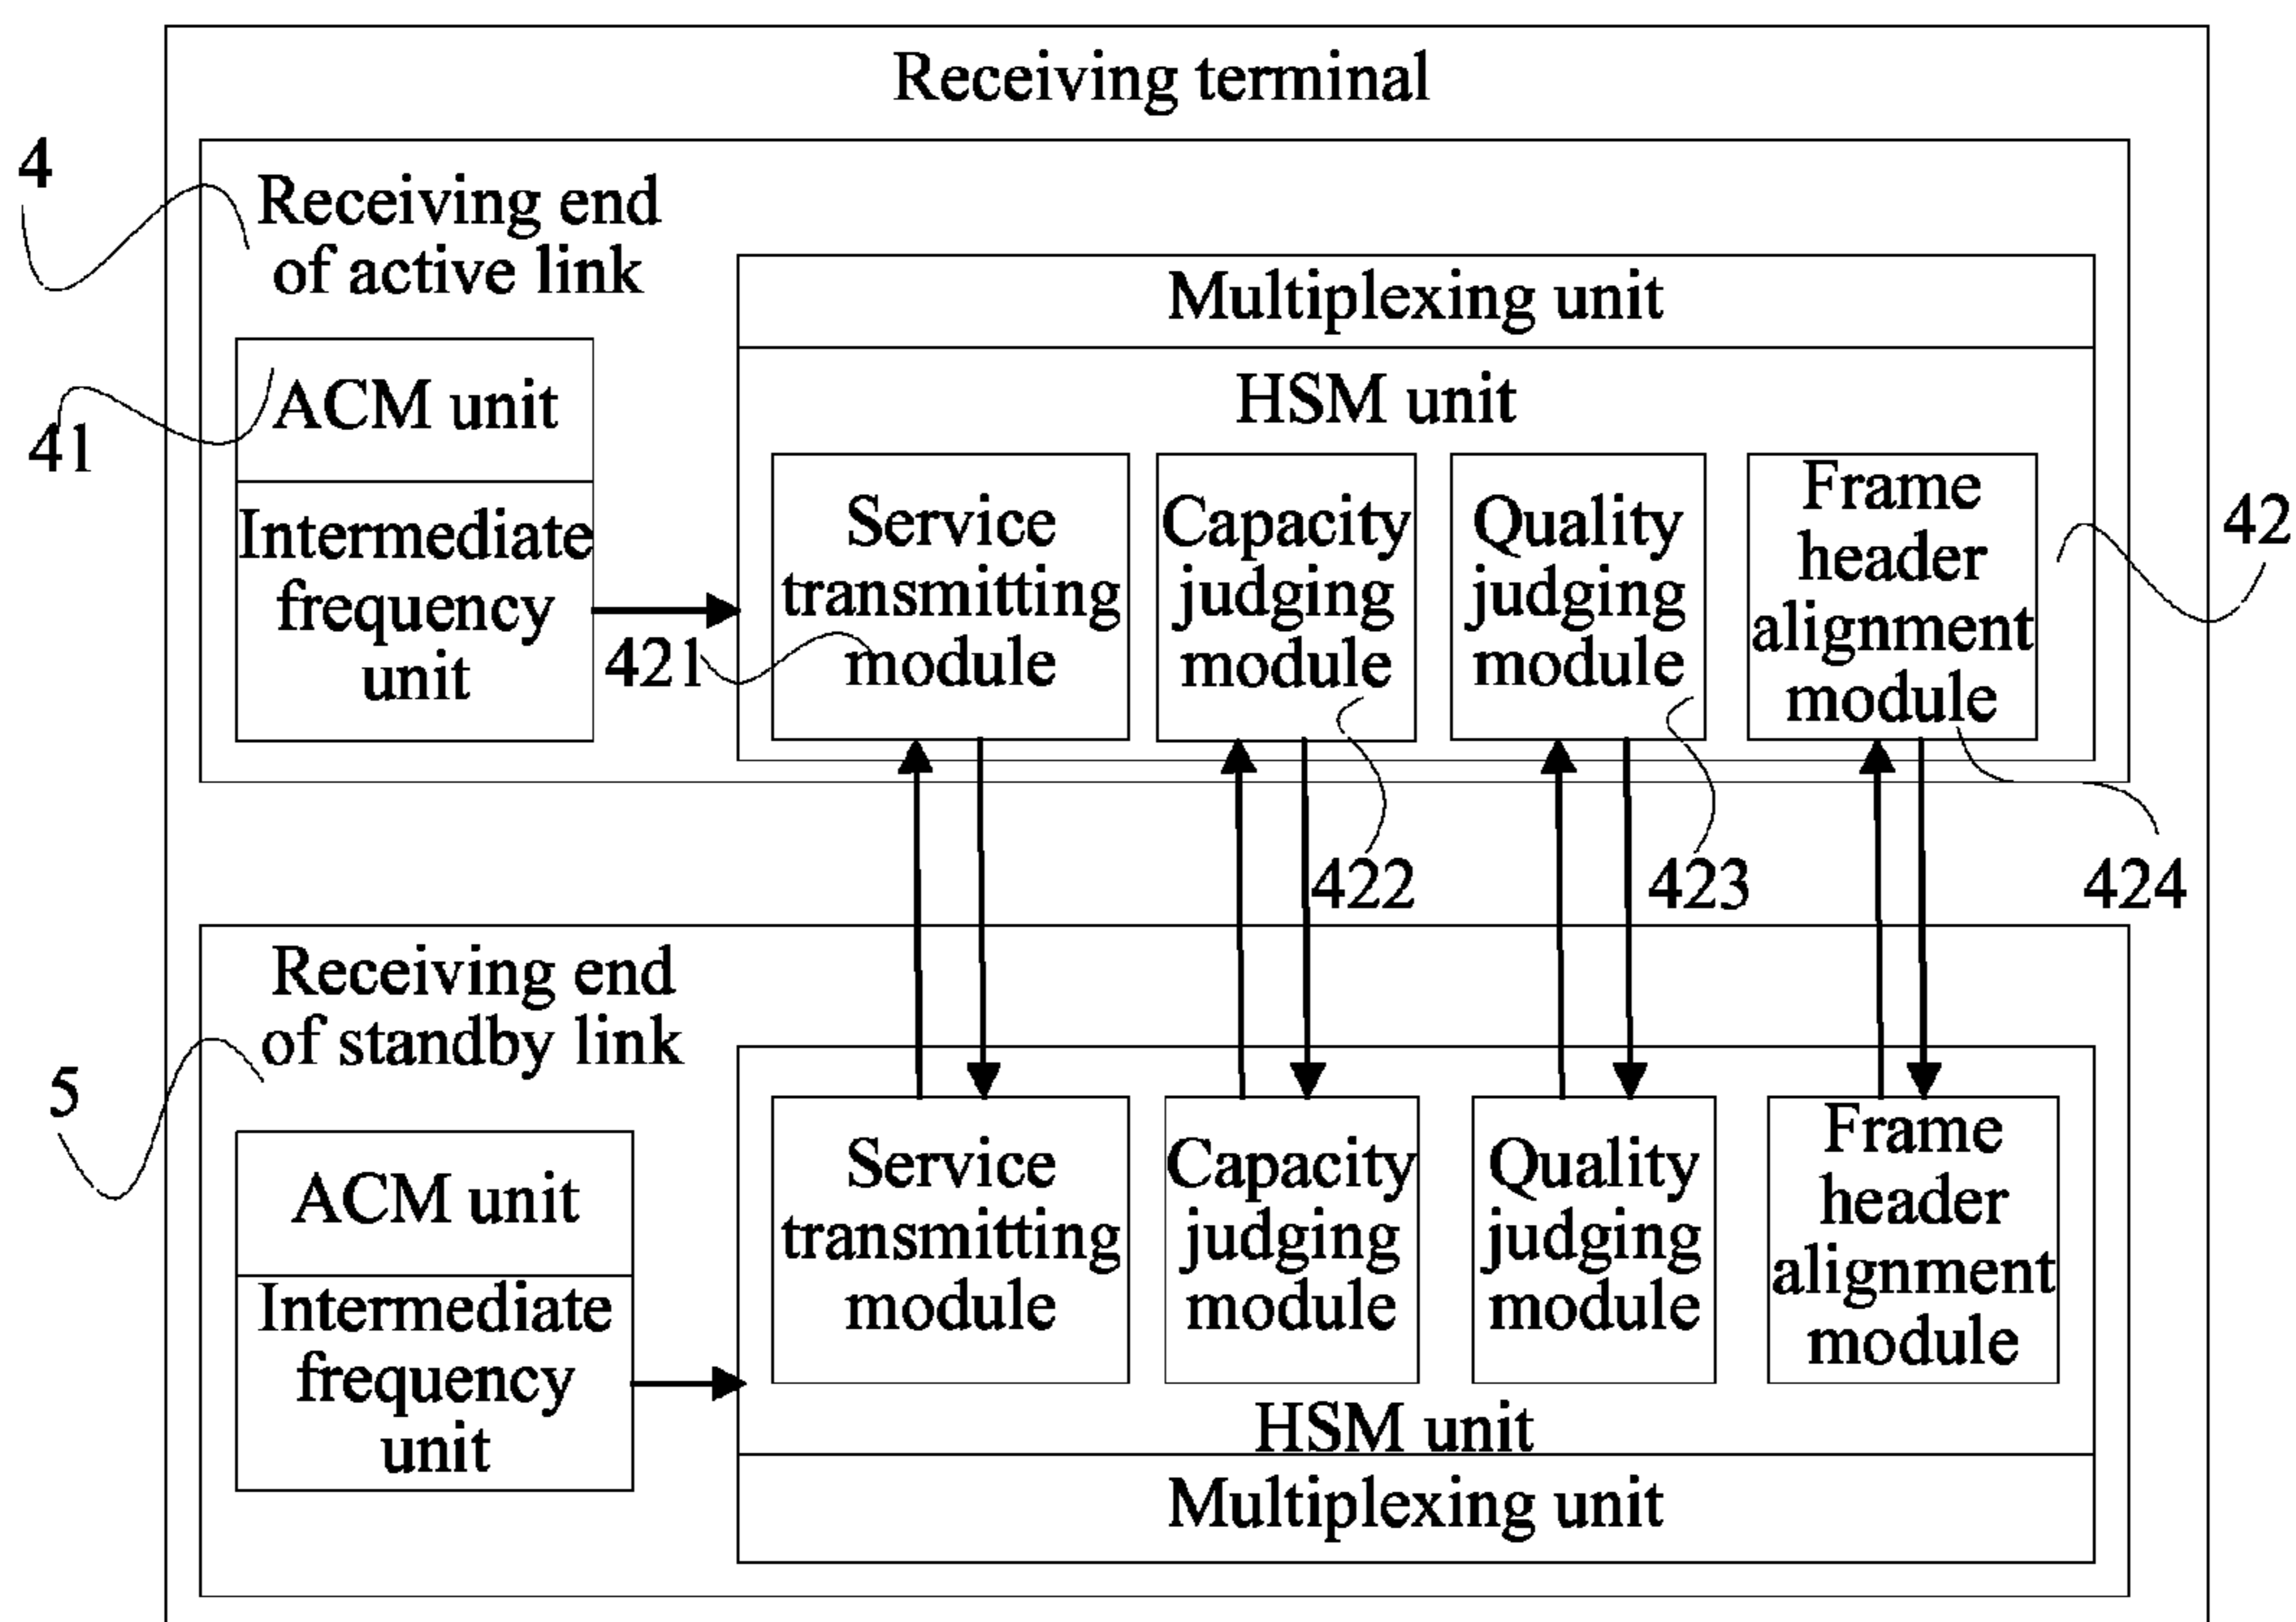 Receiving terminal
4
Receiving end
of active link
Multiplexing unit
HSM unit
ACM unit
41
Intermediate
frequency
unit
421
Service
transmitting
module
Capacity
judging
module
Quality
judging
module
Frame
header
alignment
module
42
422
423
424
Receiving end
of standby link
5
ACM unit
Intermediate
frequency
unit
Service
transmitting
module
Capacity
judging
module
Quality
judging
module
Frame
header
alignment
module
HSM unit
Multiplexing unit